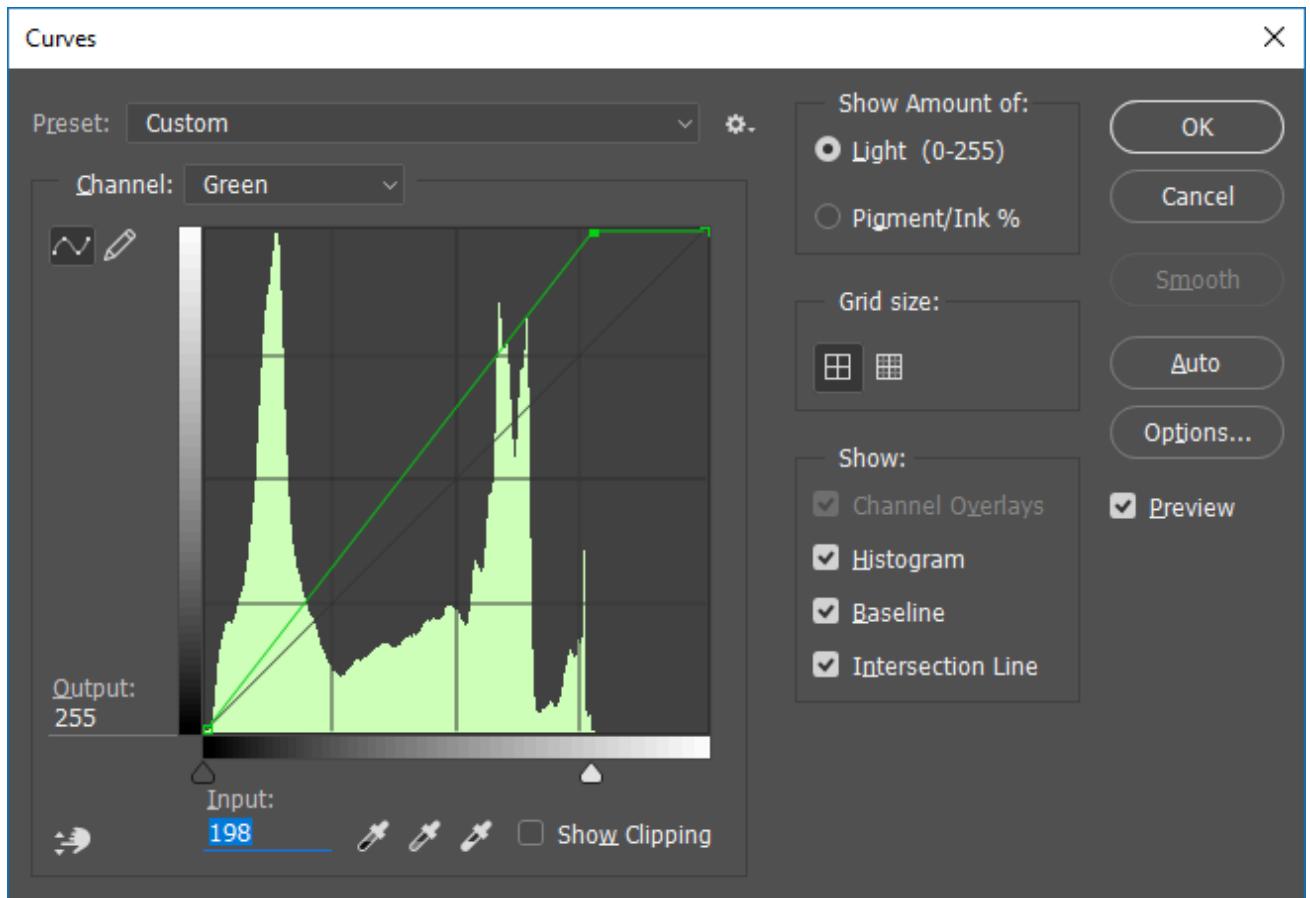 Curves
Preset: Custom
Channel: Green
Output:
255
Input:
198
Show Clipping
Show Amount of:
Light (0-255)
Pigment/Ink %
Grid size:
Show:
Channel Overlays
Histogram
Baseline
Intersection Line
OK
Cancel
Smooth
Auto
Options...
Preview